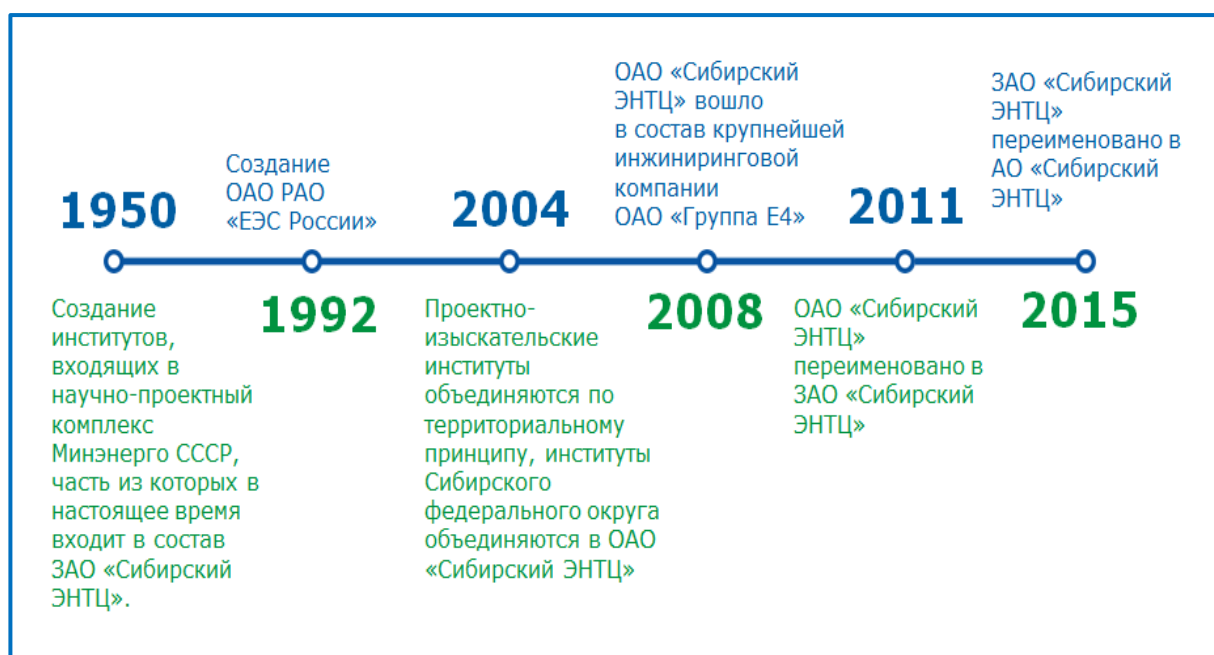 1950
Создание
институтов,
входящих в
научно-проектный
комплекс
Минэнерго СССР,
часть из которых в
настоящее время
входит в состав
ЗАО «Сибирский
ЭНТЦ».
Создание
ОАО РАО
«ЕЭС России»
1992
2004
Проектно-
изыскательские
институты
объединяются по
территориальному
принципу, институты
Сибирского
федерального округа
объединяются в ОАО
«Сибирский ЭНТЦ»
ОАО «Сибирский
ЭНТЦ» вошло
в состав крупнейшей
инжиниринговой
компании
ОАО «Группа Е4»
2008
2011
ОАО «Сибирский
ЭНТЦ»
переименовано в
ЗАО «Сибирский
ЭНТЦ»
ЗАО «Сибирский
ЭНТЦ»
переименовано в
АО «Сибирский
ЭНТЦ»
2015